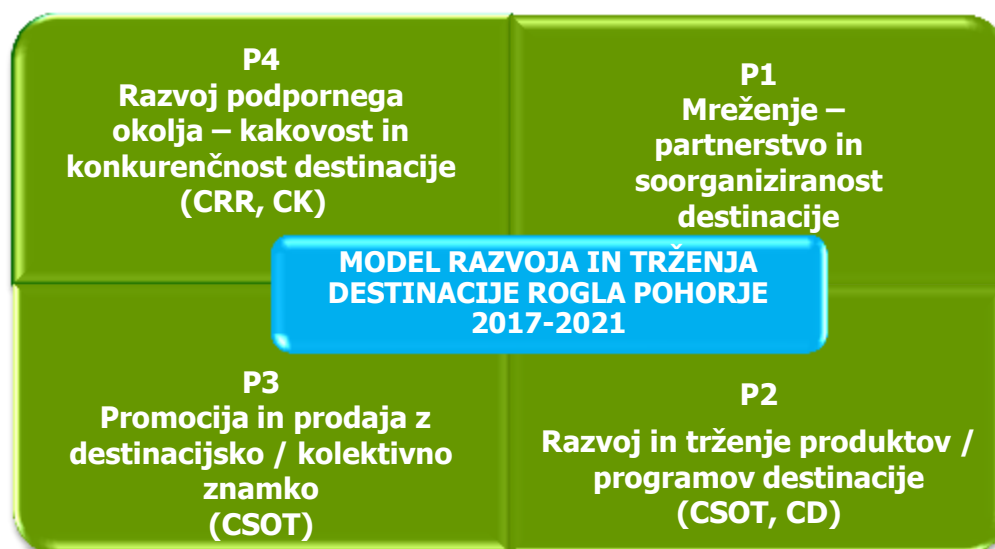 P4
Razvoj podpornega
okolja – kakovost in
konkurenčnost destinacije
(CRR, CK)
P1
Mreženje –
partnerstvo in
soorganiziranost
destinacije
MODEL RAZVOJA IN TRŽENJA
DESTINACIJE ROGLA POHORJE
2017-2021
P3
Promocija in prodaja z
destinacijsko / kolektivno
znamko
(CSOT)
P2
Razvoj in trženje produktov /
programov destinacije
(CSOT, CD)